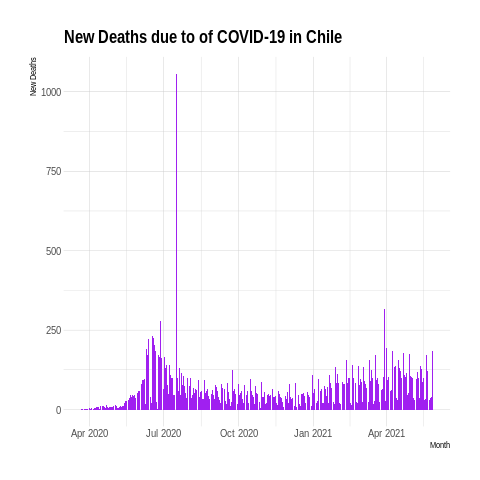 New Deaths due to of COVID-19 in Chile
New Deaths
1000
750
500
250
0
Apr 2020 Jul 2020 Oct 2020 Jan 2021 Apr 2021
Month